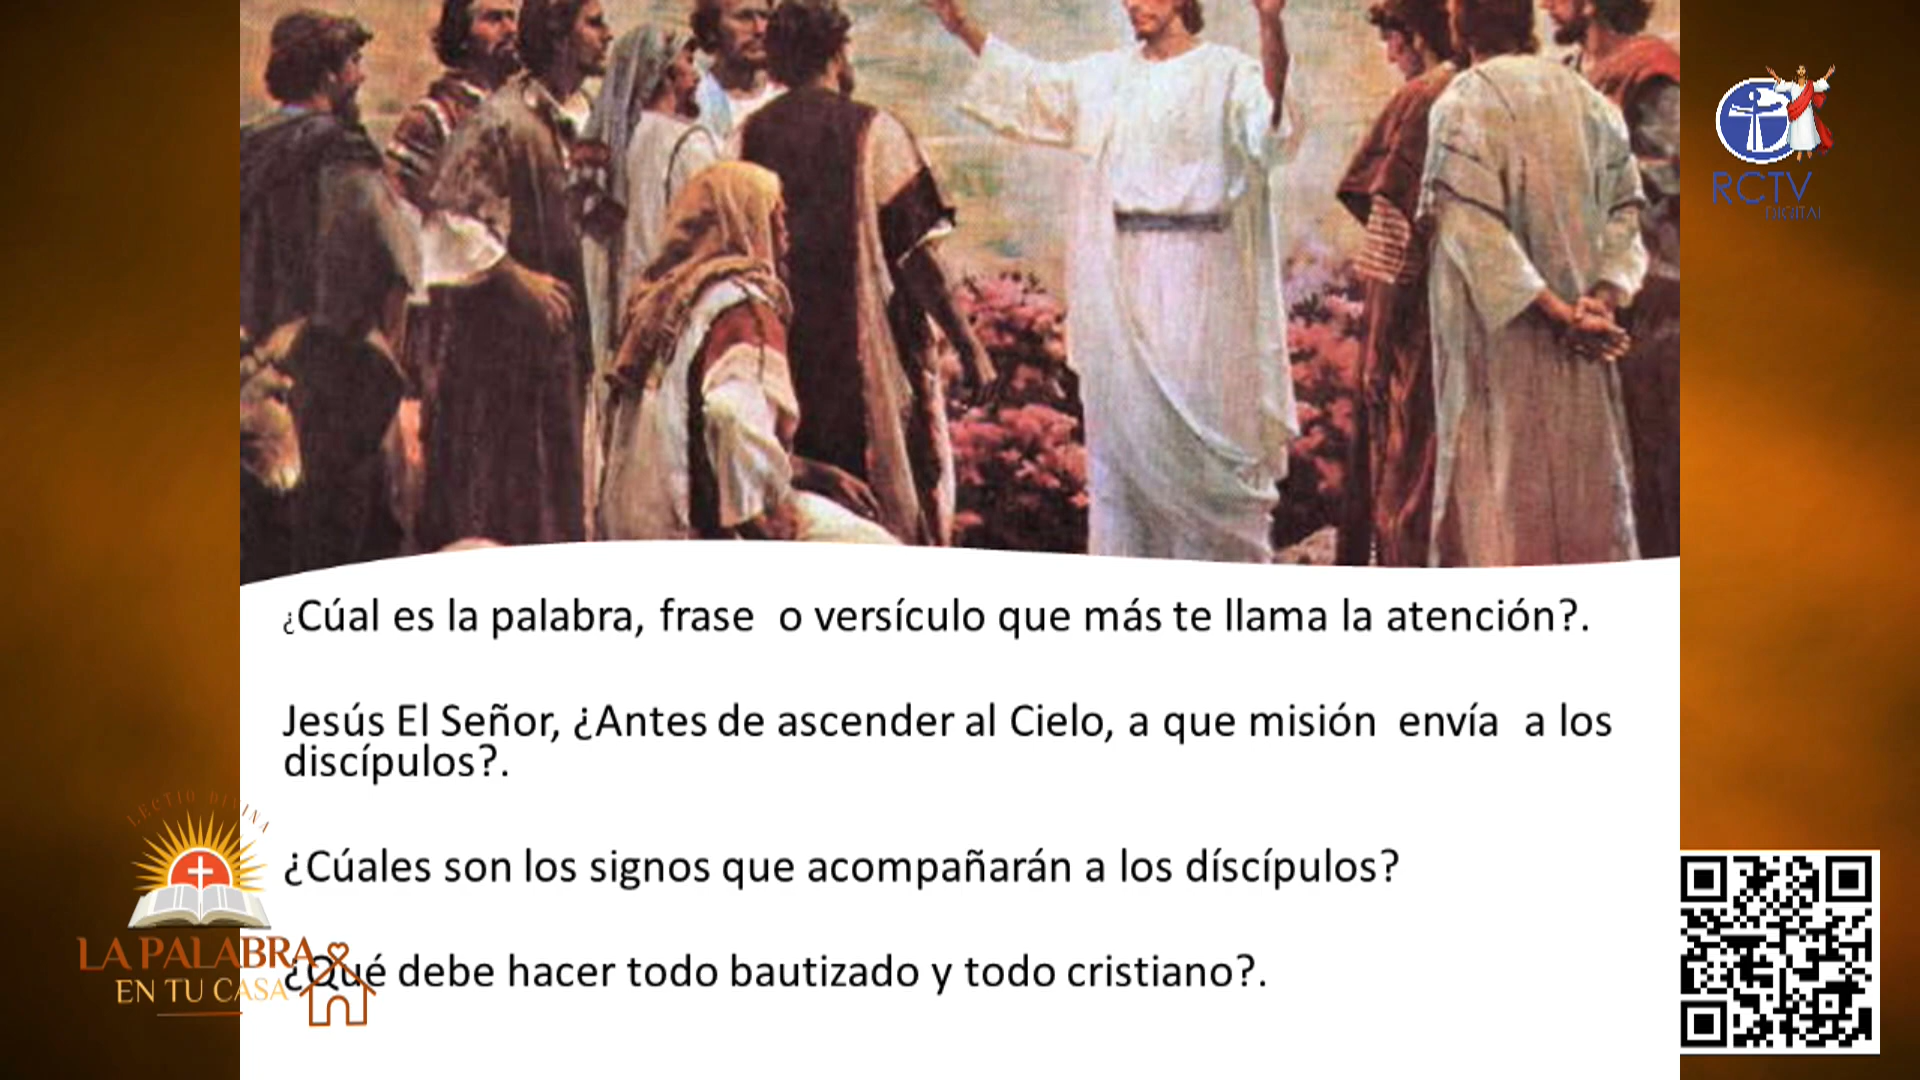 RCTV
DIGITAL
¿Cúal es la palabra, frase o versículo que más te llama la atención?.
Jesús El Señor, ¿Antes de ascender al Cielo, a que misión envía a los
discípulos?.
¿Cúales son los signos que acompañarán a los díscípulos?
¿Qué debe hacer todo bautizado y todo cristiano?.
LECTIO DIVINA
LA PALABRA
EN TU CASA